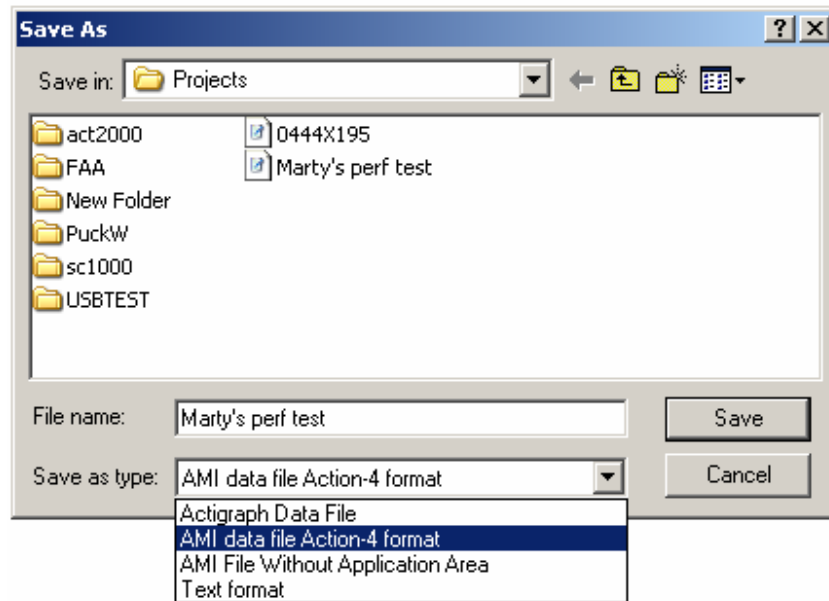 Save As
Save in: Projects
act2000
FAA
New Folder
PuckW
sc1000
USBTEST
0444X195
Marty's perf test
File name: Marty's perf test Save
Save as type: AMI data file Action-4 format Cancel
Actigraph Data File
AMI data file Action-4 format
AMI File Without Application Area
Text format